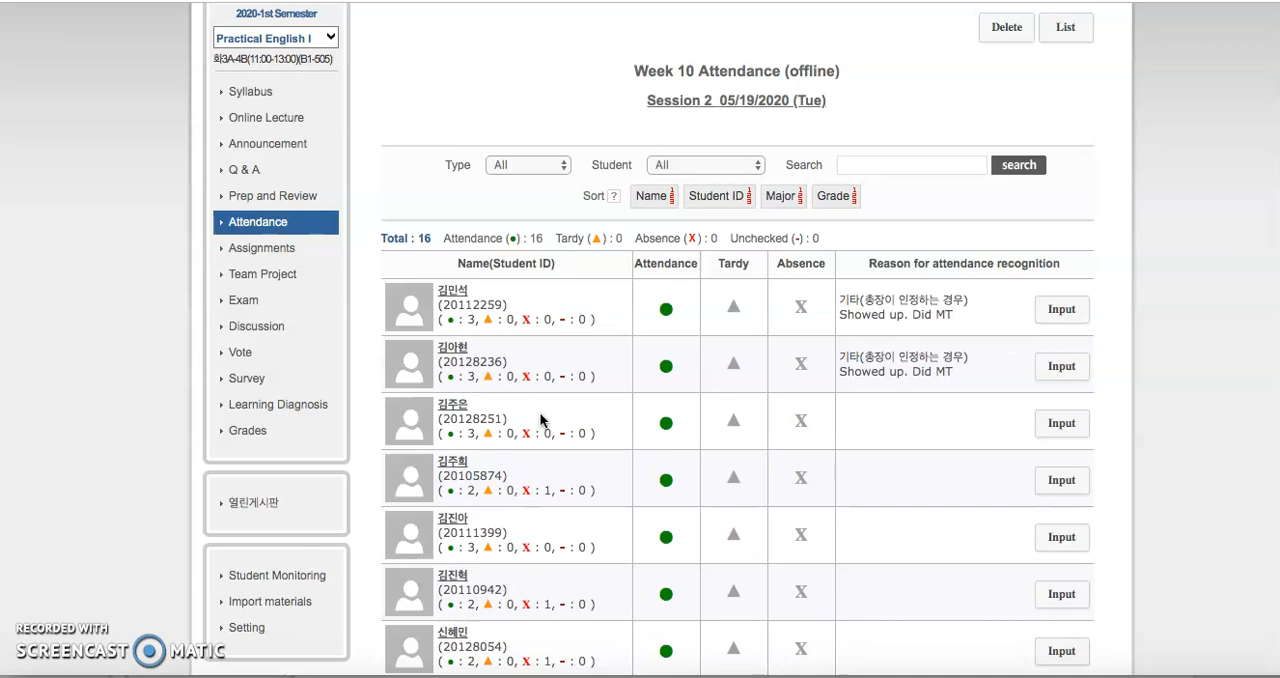 2020-1st Semester
Practical English I
화3A-4B(11:00-13:00)(B1-505)
Syllabus
Online Lecture
Announcement
Q & A
Prep and Review
Attendance
Assignments
Team Project
Exam
Discussion
Vote
Survey
Learning Diagnosis
Grades
열린게시판
Student Monitoring
Import materials
Setting
Delete List
Week 10 Attendance (offline)
Session 2 05/19/2020 (Tue)
Type All Student All Search search
Sort ? Name Student ID Major Grade
Total : 16 Attendance (●) : 16 Tardy (▲) : 0 Absence (X) : 0 Unchecked (-) : 0
Name(Student ID) Attendance Tardy Absence Reason for attendance recognition
김민석
(20112259)
( ● : 3, ▲ : 0, X : 0, - : 0 )
기타(총장이 인정하는 경우)
Showed up. Did MT
Input
김아현
(20128236)
( ● : 3, ▲ : 0, X : 0, - : 0 )
기타(총장이 인정하는 경우)
Showed up. Did MT
Input
김주은
(20128251)
( ● : 3, ▲ : 0, X : 0, - : 0 )
Input
김주희
(20105874)
( ● : 2, ▲ : 0, X : 1, - : 0 )
Input
김진아
(20111399)
( ● : 3, ▲ : 0, X : 0, - : 0 )
Input
김진혁
(20110942)
( ● : 2, ▲ : 0, X : 1, - : 0 )
Input
신혜민
(20128054)
( ● : 2, ▲ : 0, X : 1, - : 0 )
Input
RECORDED WITH
SCREENCAST MATIC